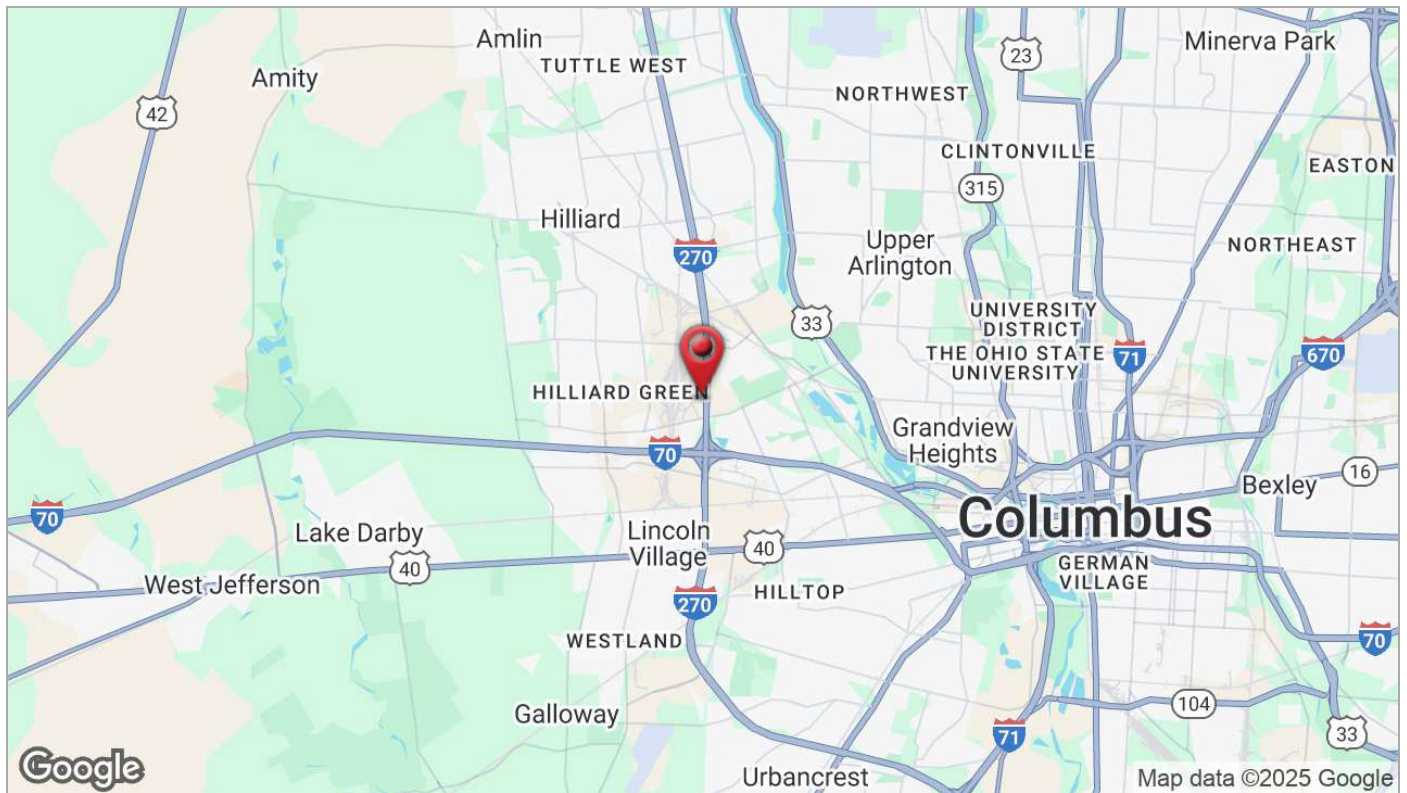 Amlin
Minerva Park
23
TUTTLE WEST
Amity
NORTHWEST
42
CLINTONVILLE
EASTON
315
Hilliard
Upper
Arlington
NORTHEAST
270
UNIVERSITY
DISTRICT
33
THE OHIO STATE
UNIVERSITY
71
670
HILLIARD GREEN
Grandview
Heights
70
16
Bexley
70
Columbus
Lake Darby
Lincoln
Village
40
40
GERMAN
VILLAGE
West Jefferson
HILLTOP
270
WESTLAND
70
104
Galloway
71
33
Urbancrest
Google
Map data ©2025 Google